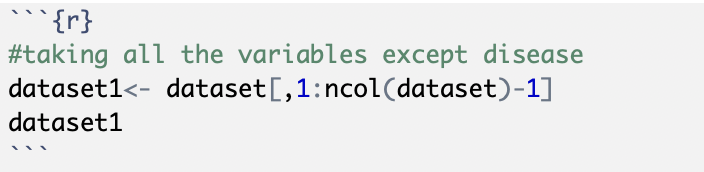 ```{r}
#taking all the variables except disease
dataset1<- dataset[,1:ncol(dataset)-1]
dataset1
```